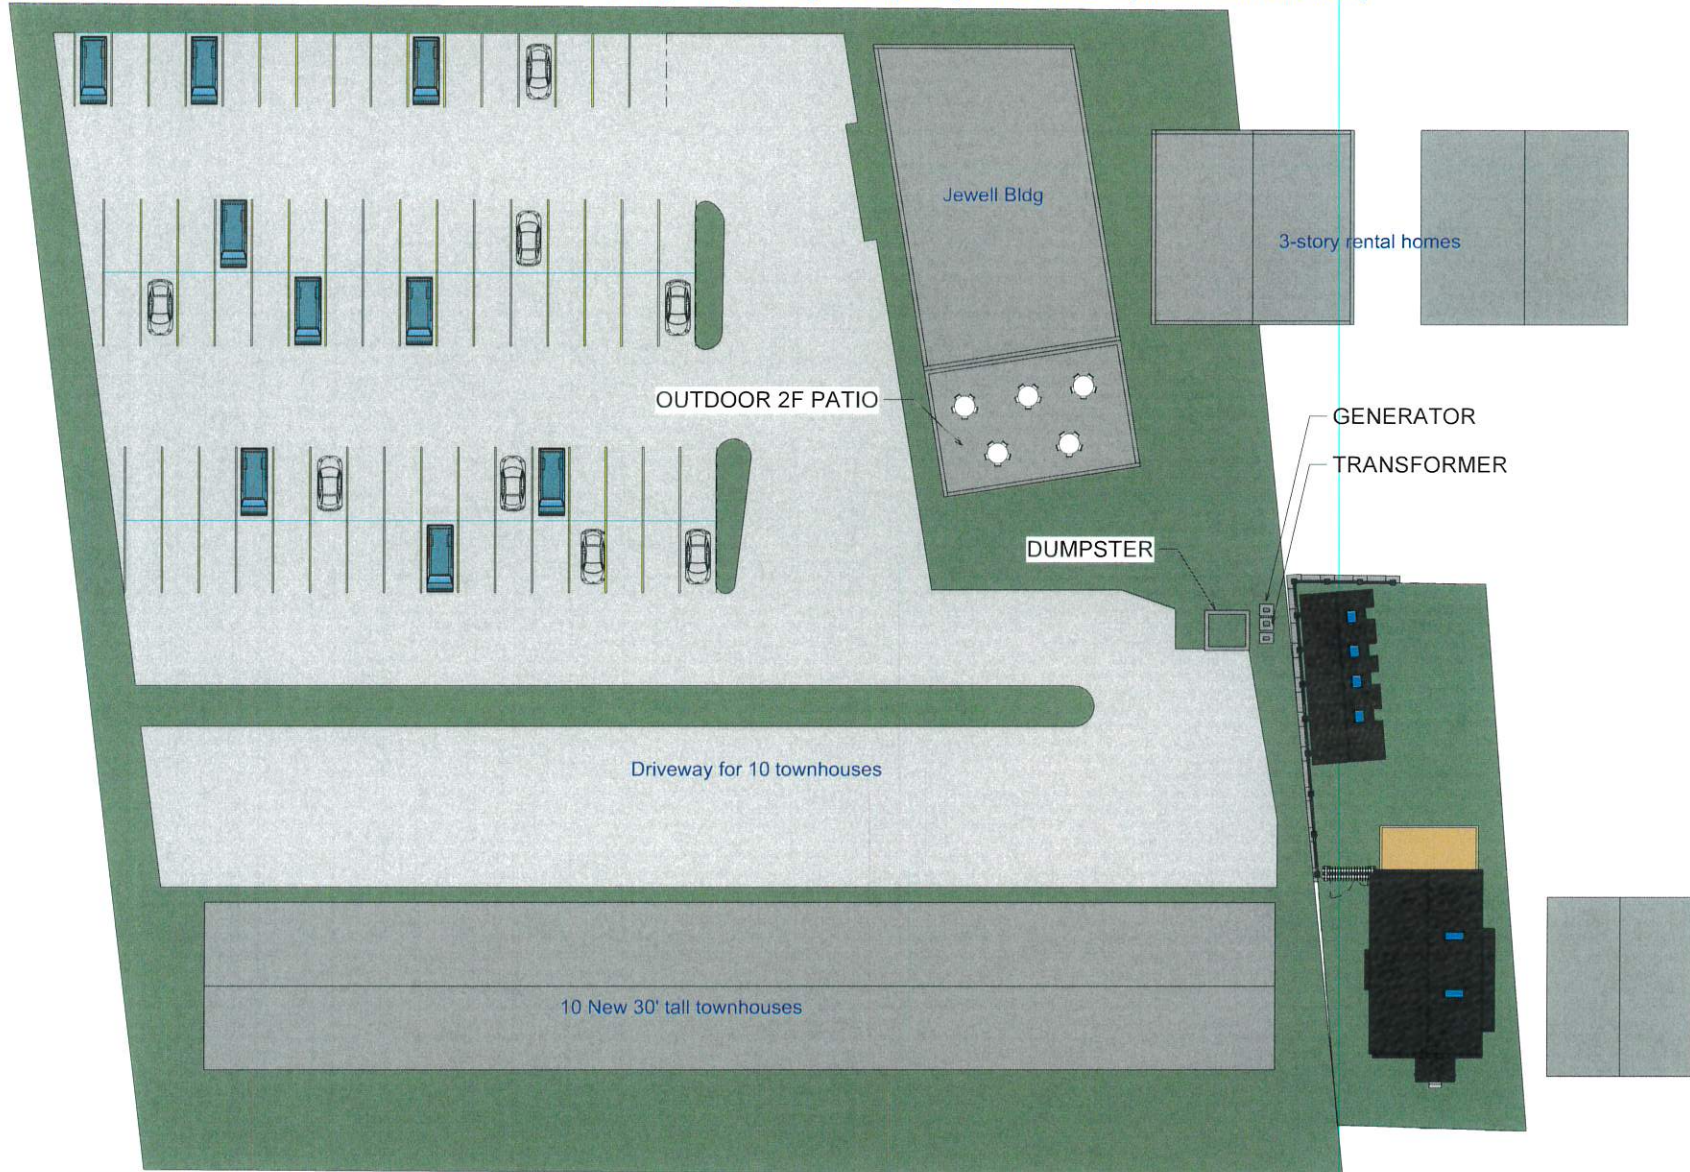 Jewell Bldg
3-story rental homes
OUTDOOR 2F PATIO
GENERATOR
TRANSFORMER
DUMPSTER
Driveway for 10 townhouses
10 New 30' tall townhouses